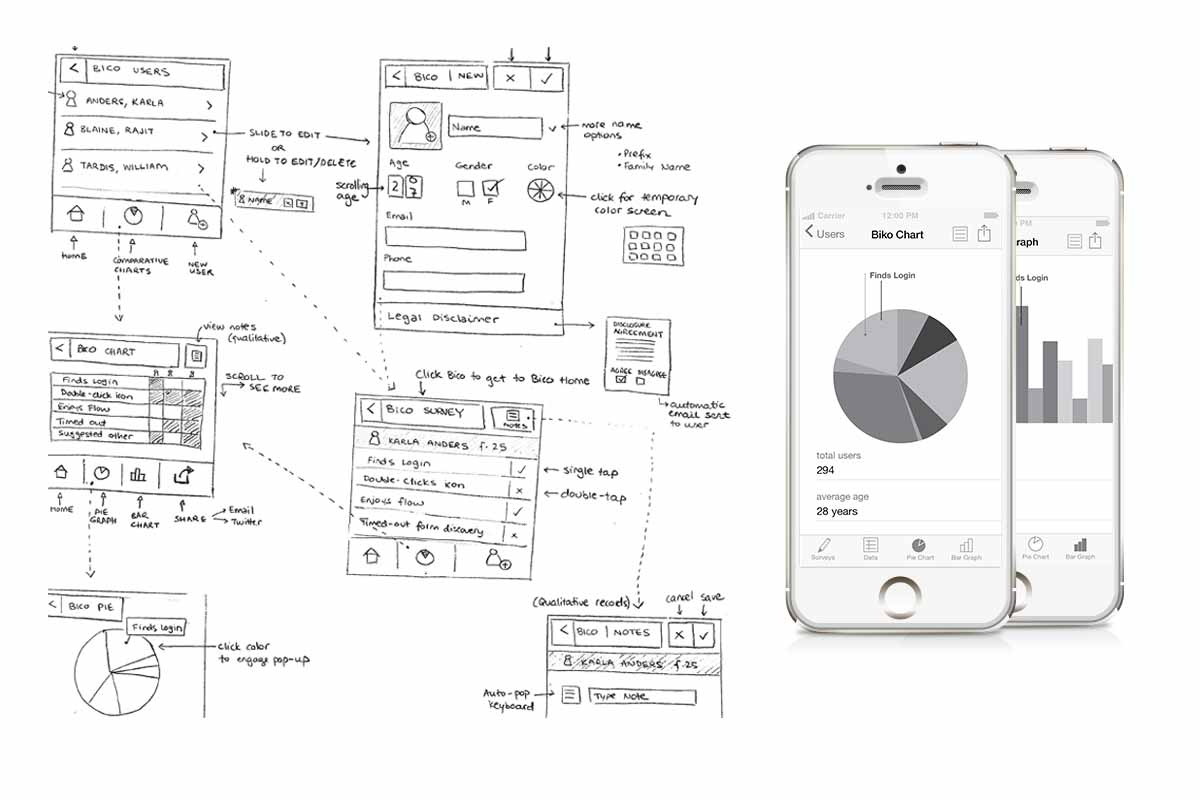 < BICO USERS
ANDERS, KARLA >
BLAINE, RAJIT >
TARDIS, WILLIAM >
HOME
COMPARATIVE
CHARTS
NEW
USER
SLIDE TO EDIT
OR
HOLD TO EDIT/DELETE
NAME
< BICO | NEW x ✓
Name
more name
options
• Prefix
• Family Name
Age
Gender
Color
scrolling
age
2 0
7
M F
click for temporary
color screen
Email
Phone
Legal Disclaimer
DISCLOSURE
AGREEMENT
AGREE DISAGREE
automatic
email sent
to user
view notes
(qualitative)
< BIKO CHART
Finds Login
Double-click icon
Enjoys Flow
Timed out
Suggested other
SCROLL TO
SEE MORE
HOME
PIE
GRAPH
BAR
CHART
SHARE
Email
Twitter
Click Bico to get to Bico Home
< BICO SURVEY
NOTES
KARLA ANDERS f. 25
Finds Login ✓
Double-clicks icon x
Enjoys flow ✓
Timed-out form discovery x
single tap
double-tap
< BICO PIE
Finds Login
click color
to engage pop-up
(Qualitative records)
cancel save
< BICO | NOTES x ✓
KARLA ANDERS f. 25
Auto-pop
keyboard
TYPE NOTE
Carrier 12:00 PM
< Users Biko Chart
Finds Login
total users
294
average age
28 years
Surveys Data Pie Chart Bar Graph
PM
raph
ds Login
Pie Chart Bar Graph